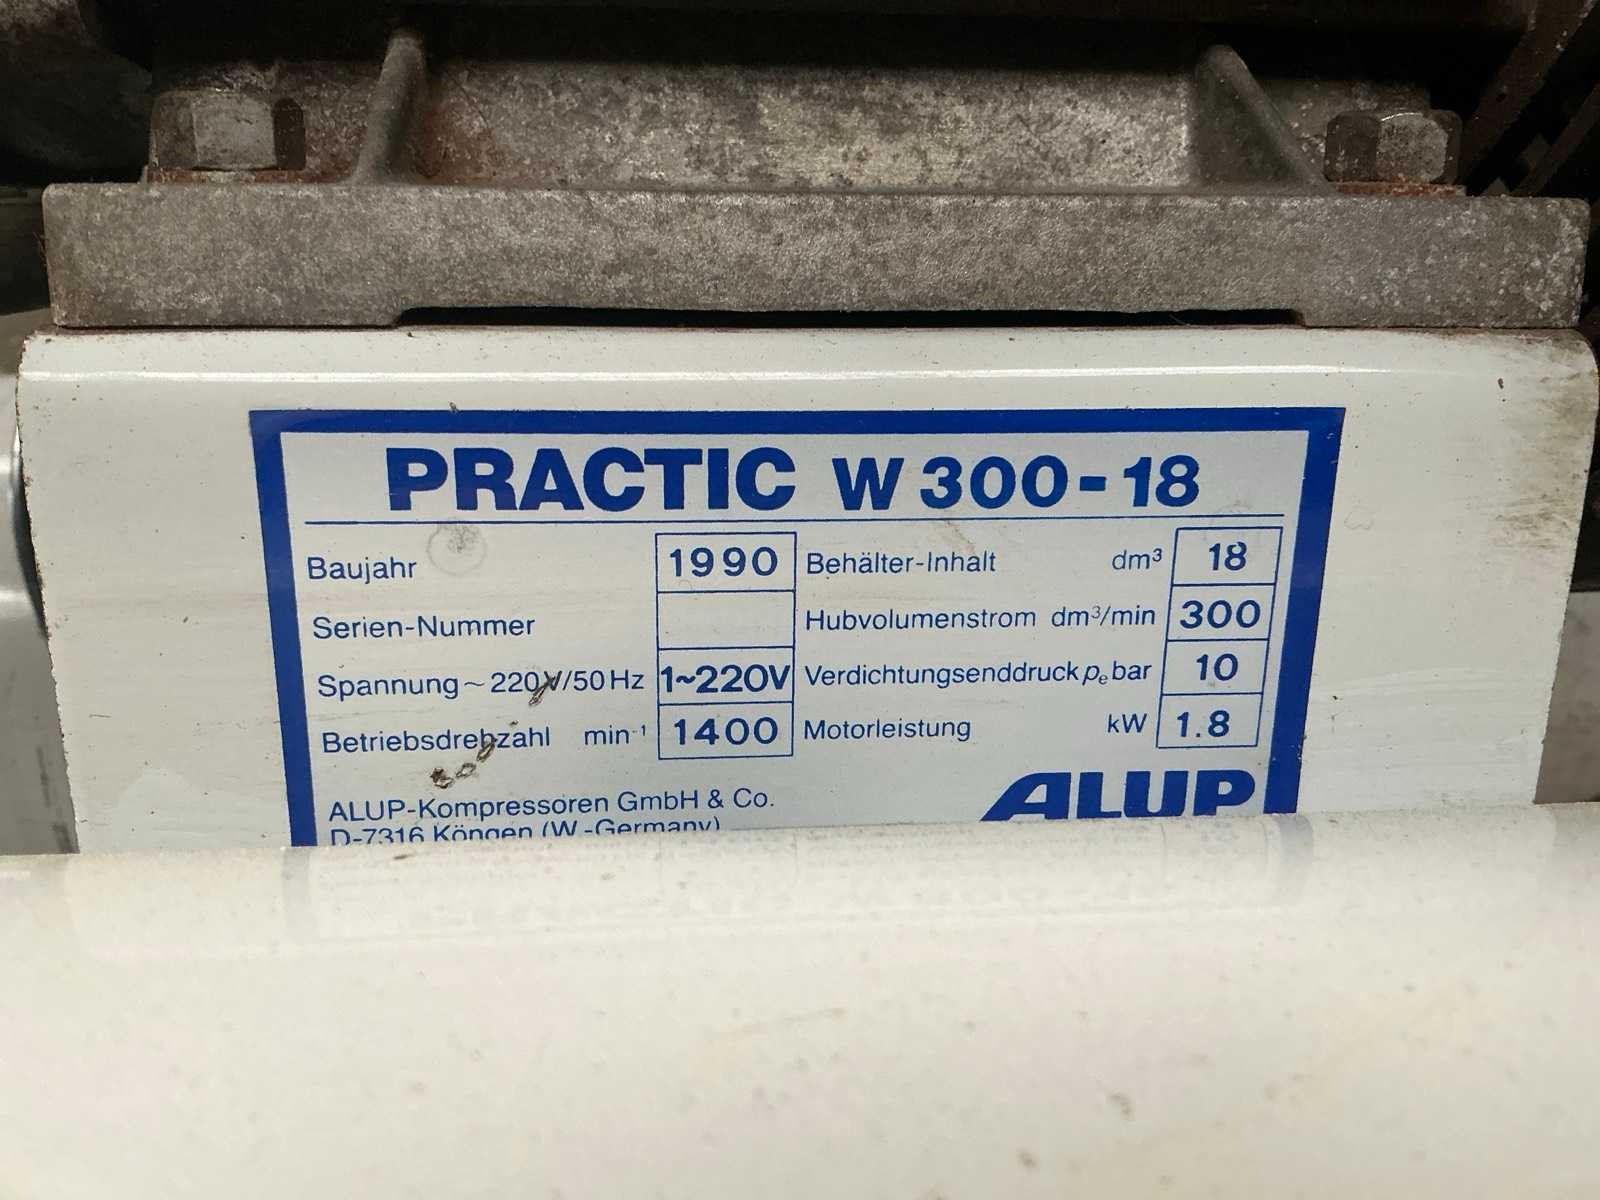 PRACTIC W 300-18
Baujahr 1990 Behälter-Inhalt dm³ 18
Serien-Nummer Hubvolumenstrom dm³/min 300
Spannung ~ 220V/50 Hz 1~220V Verdichtungsenddruck pₑ bar 10
Betriebsdrehzahl min⁻¹ 1400 Motorleistung kW 1.8
ALUP-Kompressoren GmbH & Co. ALUP
D-7316 Köngen (W.-Germany)